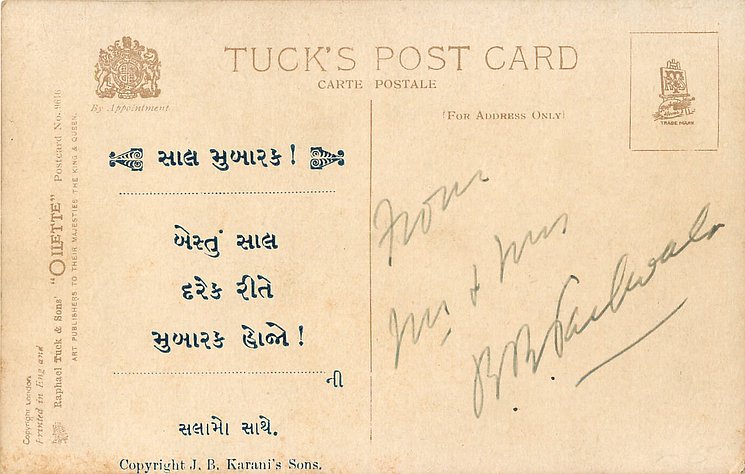 TUCK'S POST CARD
CARTE POSTALE
By Appointment.
(FOR ADDRESS ONLY)
TRADE MARK
Copyright London
Printed in England
Raphael Tuck & Sons' "OILETTE" Postcard No. 9616
ART PUBLISHERS TO THEIR MAJESTIES THE KING & QUEEN.
સાલ મુબારક!
બેસ્તું સાલ
દરેક રીતે
મુબારક હોજો!
ની
સલામો સાથે.
Copyright J. B. Karani's Sons.
From
Mr & Mrs